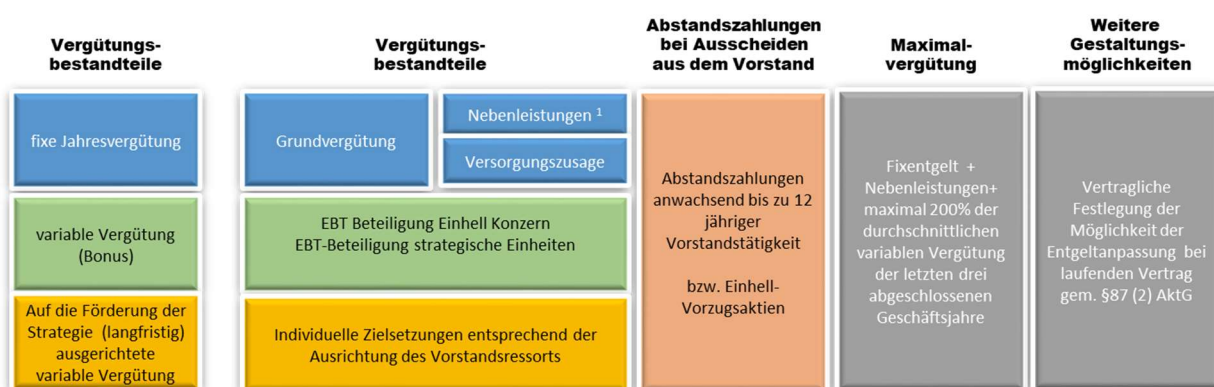 Vergütungs-
bestandteile
Vergütungs-
bestandteile
Abstandszahlungen
bei Ausscheiden
aus dem Vorstand
Maximal-
vergütung
Weitere
Gestaltungs-
möglichkeiten
fixe Jahresvergütung
Grundvergütung
Nebenleistungen ¹
Versorgungszusage
variable Vergütung
(Bonus)
EBT Beteiligung Einhell Konzern
EBT-Beteiligung strategische Einheiten
Auf die Förderung der
Strategie (langfristig)
ausgerichtete
variable Vergütung
Individuelle Zielsetzungen entsprechend der
Ausrichtung des Vorstandsressorts
Abstandszahlungen
anwachsend bis zu 12
jähriger
Vorstandstätigkeit
bzw. Einhell-
Vorzugsaktien
Fixentgelt +
Nebenleistungen+
maximal 200% der
durchschnittlichen
variablen Vergütung
der letzten drei
abgeschlossenen
Geschäftsjahre
Vertragliche
Festlegung der
Möglichkeit der
Entgeltanpassung bei
laufenden Vertrag
gem. §87 (2) AktG